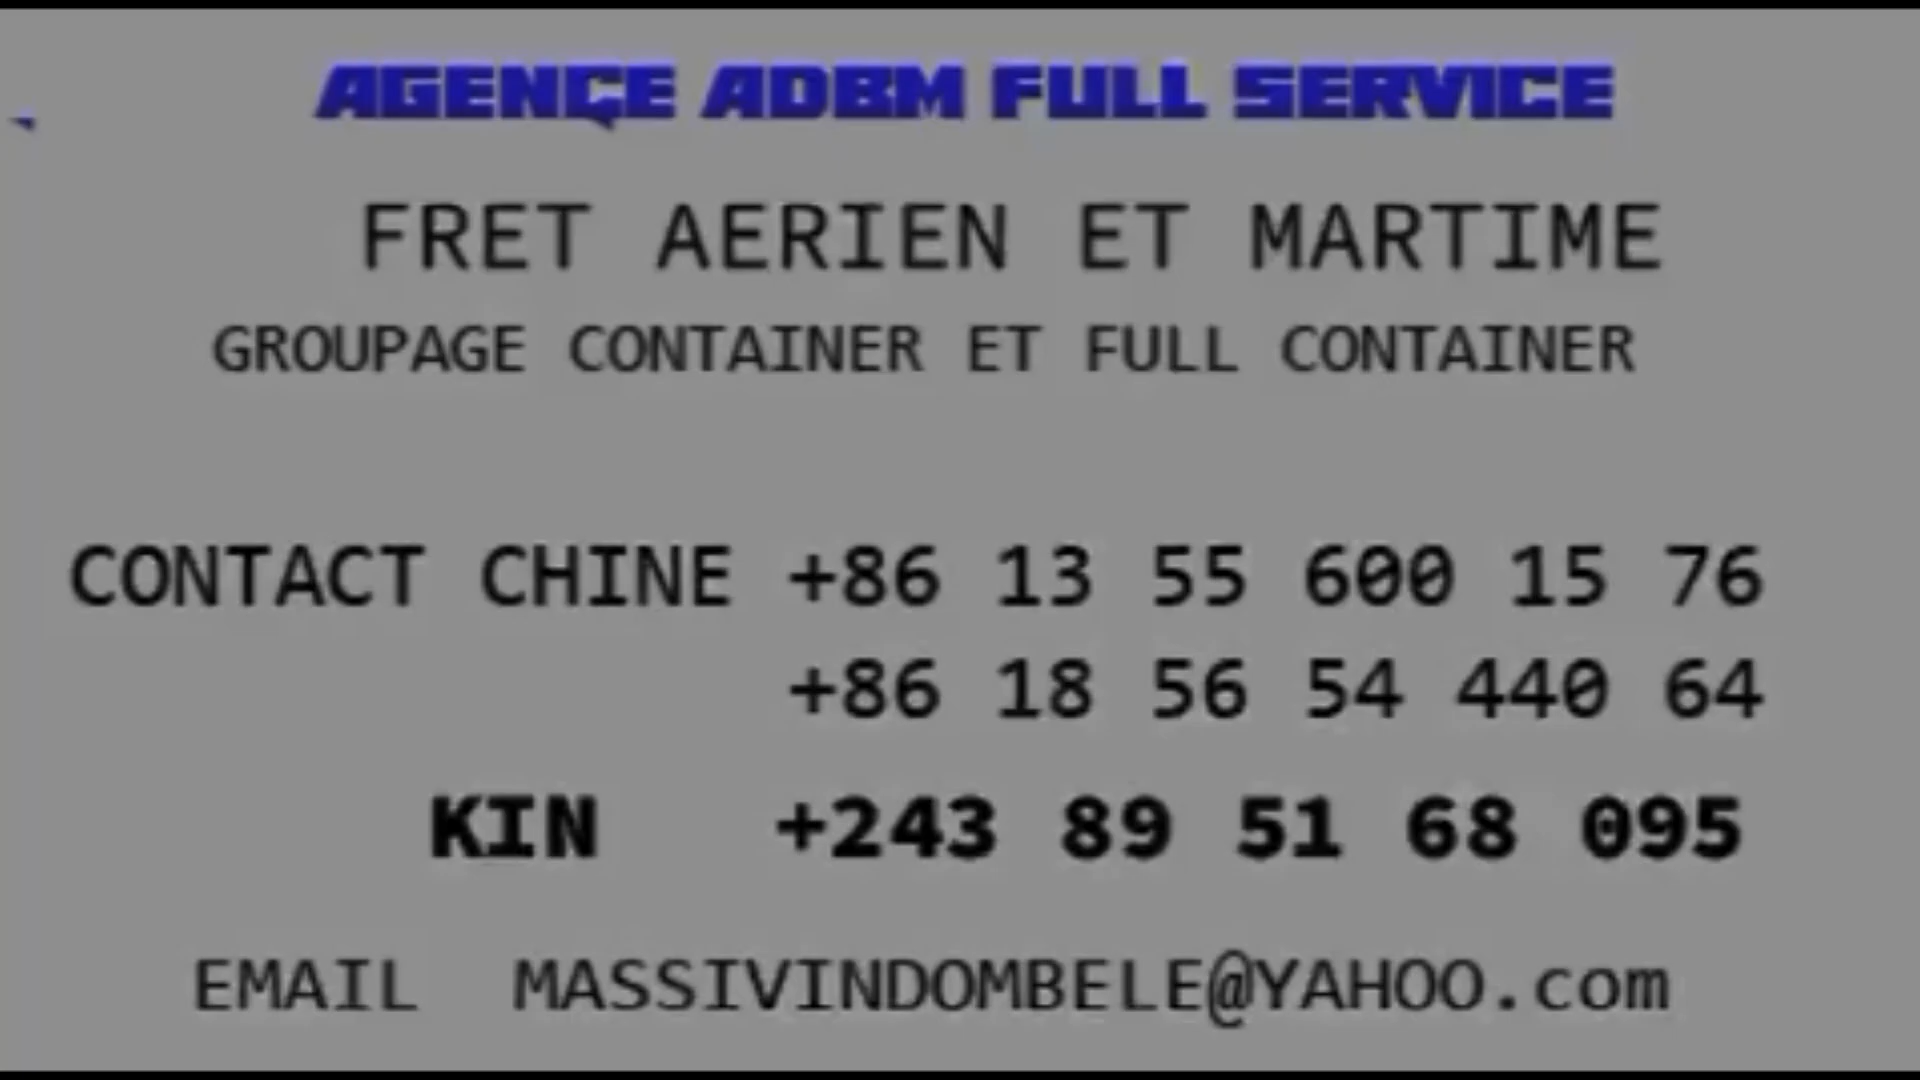 AGENCE ADBM FULL SERVICE
FRET AERIEN ET MARTIME
GROUPAGE CONTAINER ET FULL CONTAINER
CONTACT CHINE +86 13 55 600 15 76
+86 18 56 54 440 64
KIN +243 89 51 68 095
EMAIL MASSIVINDOMBELE@YAHOO.com